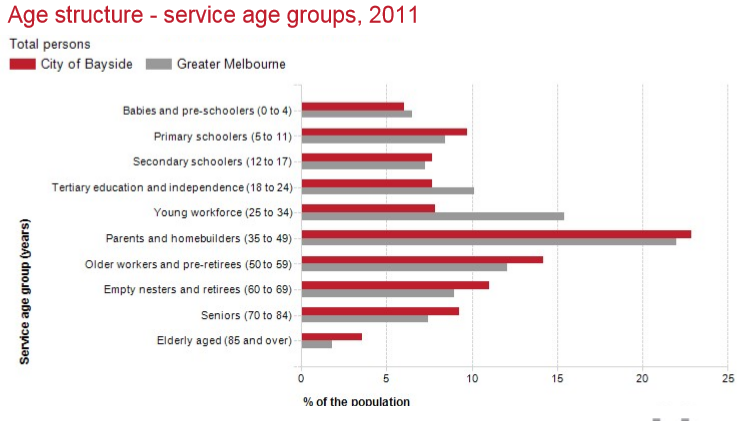 Age structure - service age groups, 2011
Total persons
City of Bayside
Greater Melbourne
Babies and pre-schoolers (0 to 4)
Primary schoolers (5 to 11)
Secondary schoolers (12 to 17)
Tertiary education and independence (18 to 24)
Young workforce (25 to 34)
Parents and homebuilders (35 to 49)
Older workers and pre-retirees (50 to 59)
Empty nesters and retirees (60 to 69)
Seniors (70 to 84)
Elderly aged (85 and over)
Service age group (years)
0 5 10 15 20 25
% of the population